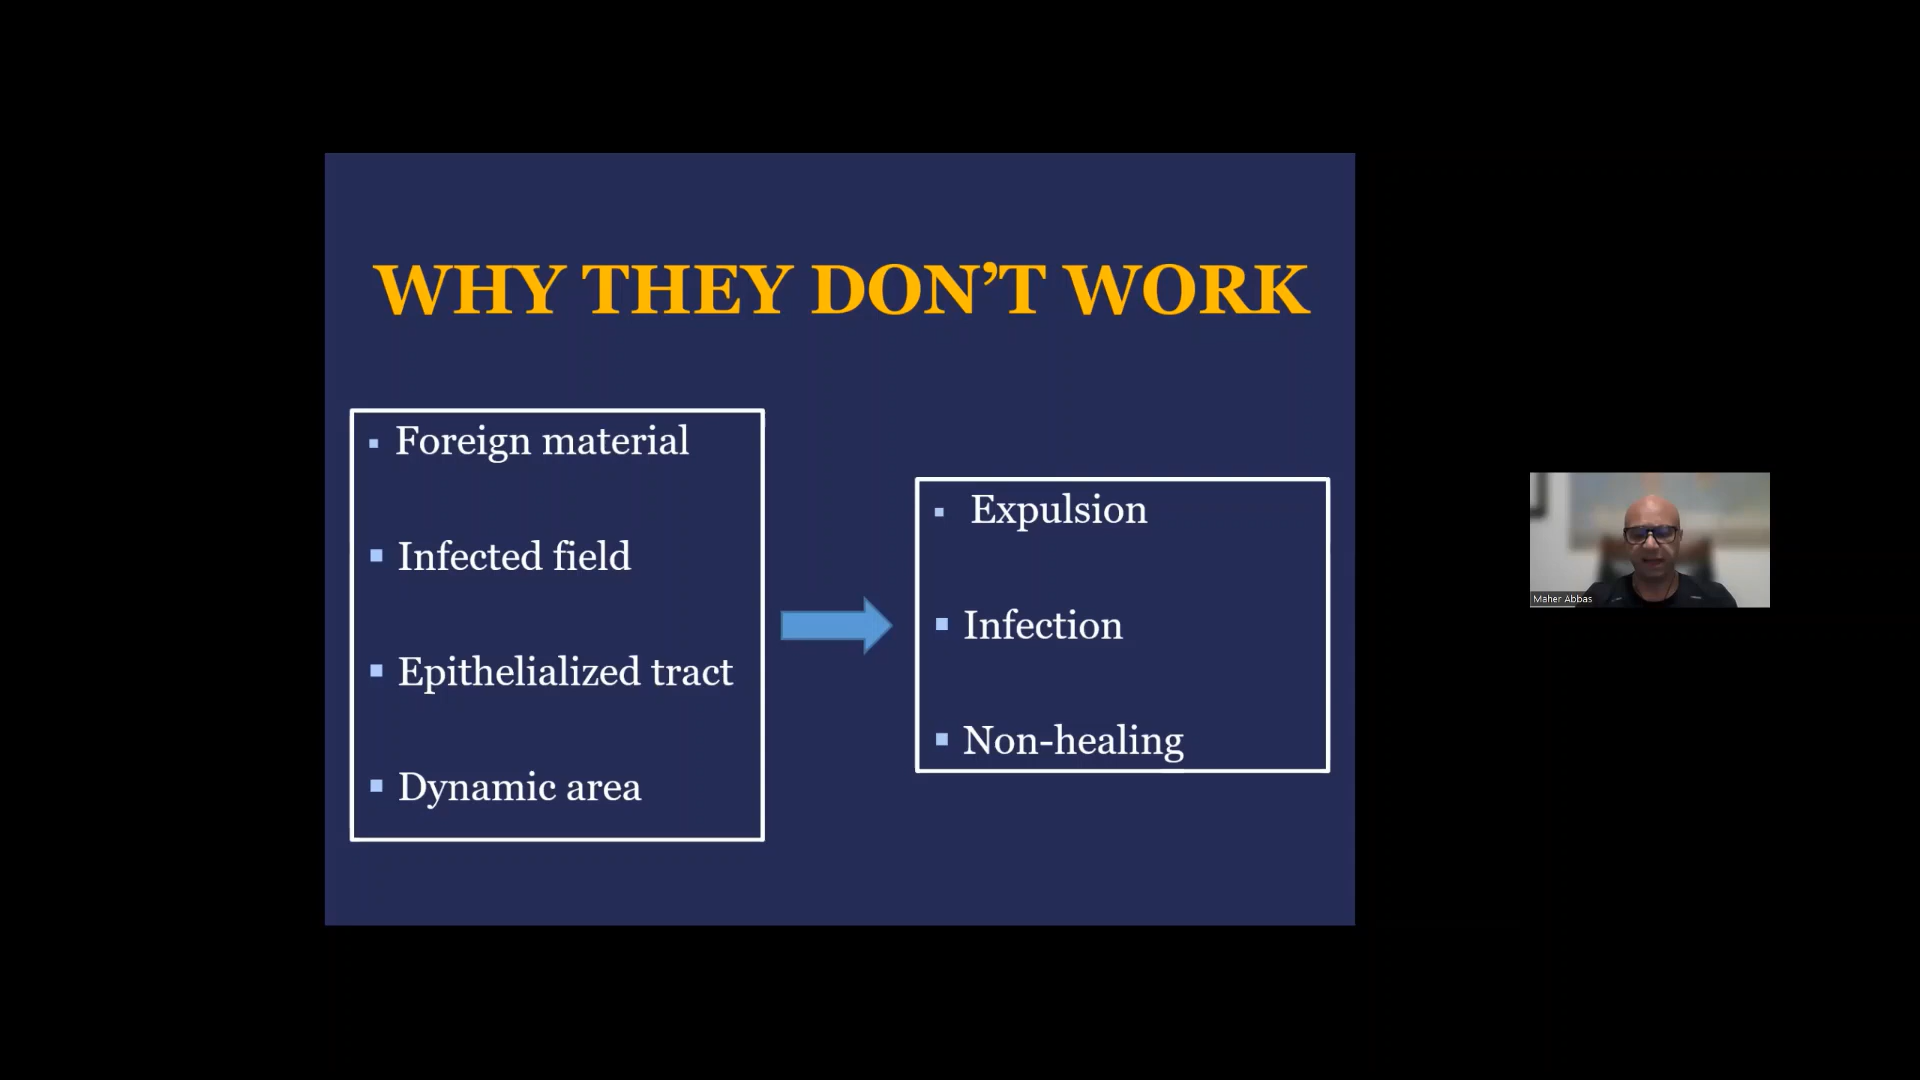 WHY THEY DON’T WORK
Foreign material
Infected field
Epithelialized tract
Dynamic area
Expulsion
Infection
Non-healing
Maher Abbas